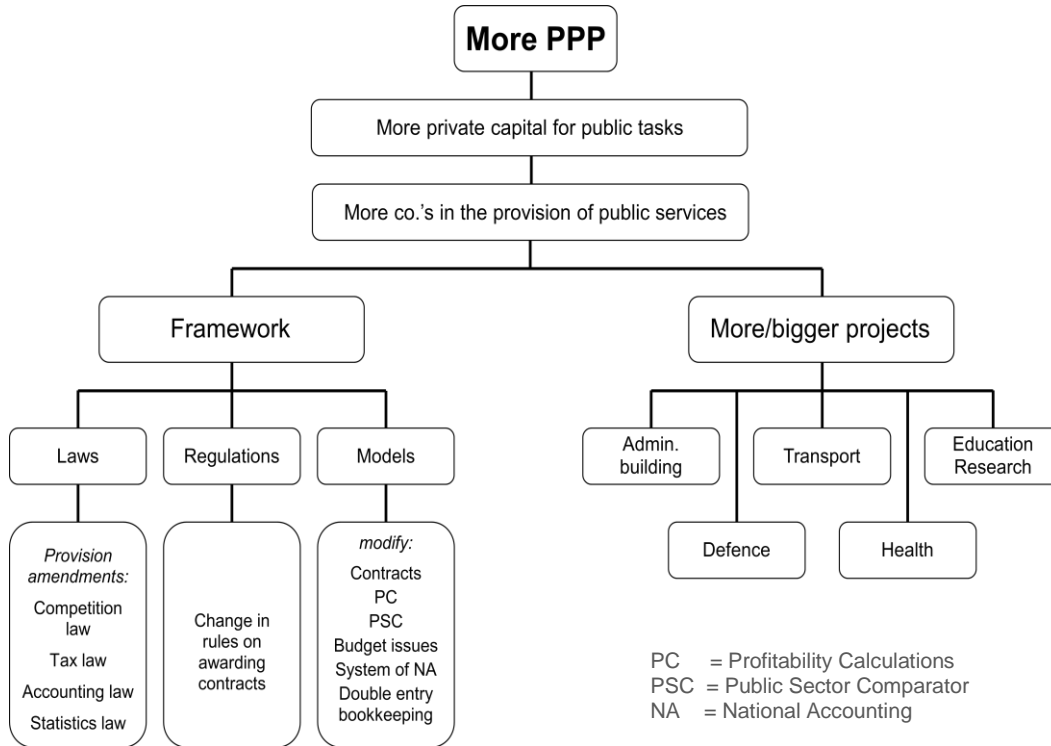 More PPP
More private capital for public tasks
More co.'s in the provision of public services
Framework
More/bigger projects
Laws
Regulations
Models
Admin.
building
Transport
Education
Research
Defence
Health
Provision
amendments:
Competition
law
Tax law
Accounting law
Statistics law
Change in
rules on
awarding
contracts
modify:
Contracts
PC
PSC
Budget issues
System of NA
Double entry
bookkeeping
PC = Profitability Calculations
PSC = Public Sector Comparator
NA = National Accounting